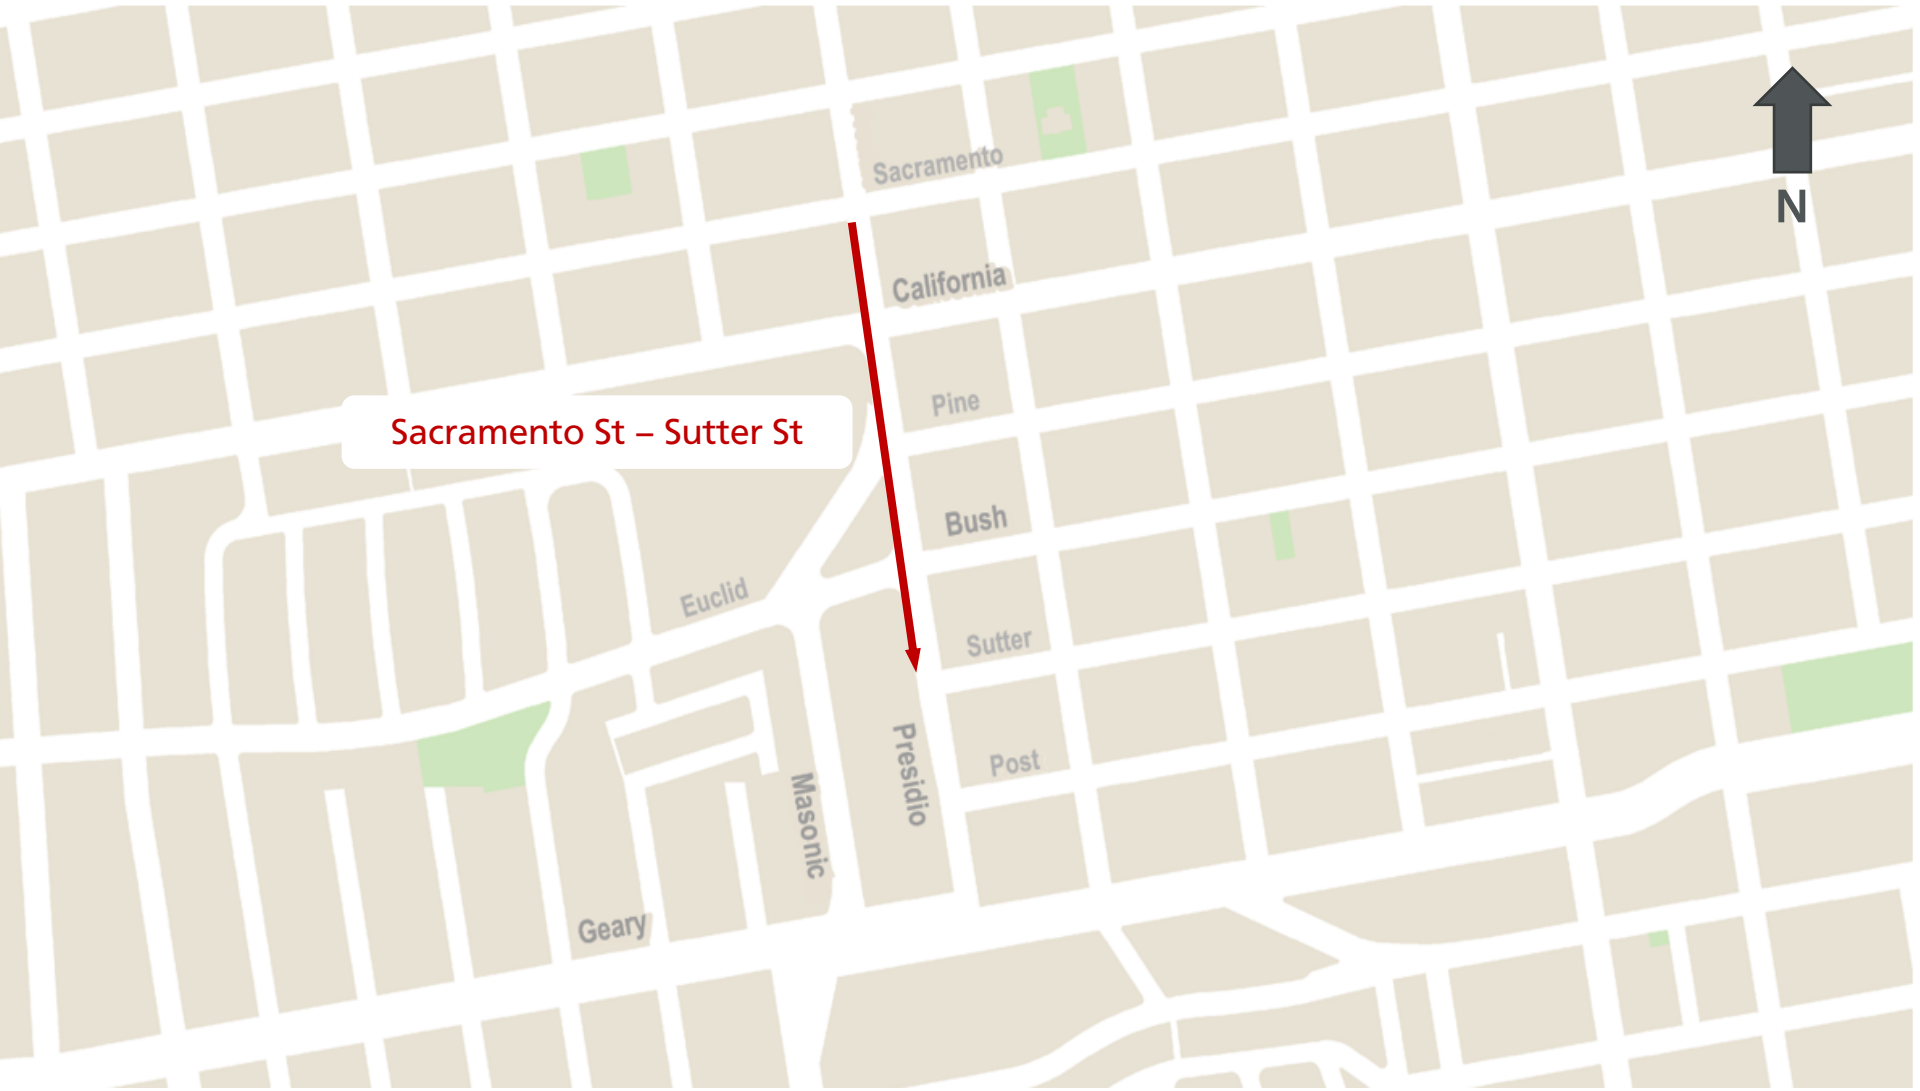 N
Sacramento
California
Pine
Sacramento St – Sutter St
Bush
Euclid
Sutter
Presidio
Post
Masonic
Geary